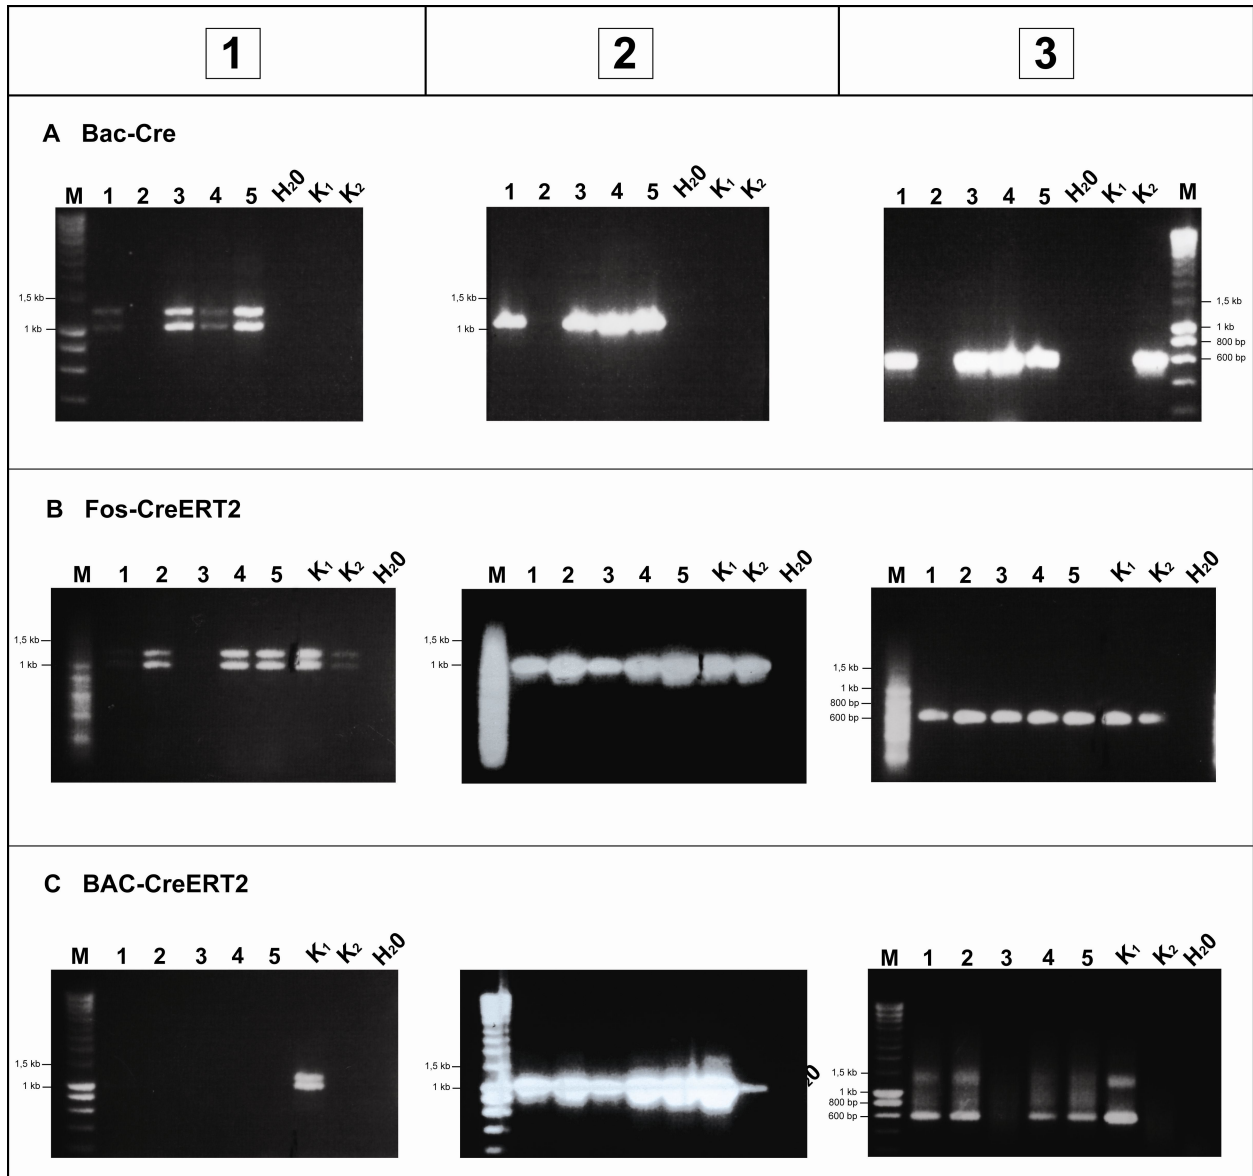 1 2 3
A Bac-Cre
M 1 2 3 4 5 H₂0 K₁ K₂
1,5 kb
1 kb
1 2 3 4 5 H₂0 K₁ K₂
1,5 kb
1 kb
1 2 3 4 5 H₂0 K₁ K₂ M
1,5 kb
1 kb
800 bp
600 bp
B Fos-CreERT2
M 1 2 3 4 5 K₁ K₂ H₂0
1,5 kb
1 kb
M 1 2 3 4 5 K₁ K₂ H₂0
1,5 kb
1 kb
M 1 2 3 4 5 K₁ K₂ H₂0
1,5 kb
1 kb
800 bp
600 bp
C BAC-CreERT2
M 1 2 3 4 5 K₁ K₂ H₂0
1,5 kb
1 kb
1,5 kb
1 kb
0
M 1 2 3 4 5 K₁ K₂ H₂0
1,5 kb
1 kb
800 bp
600 bp